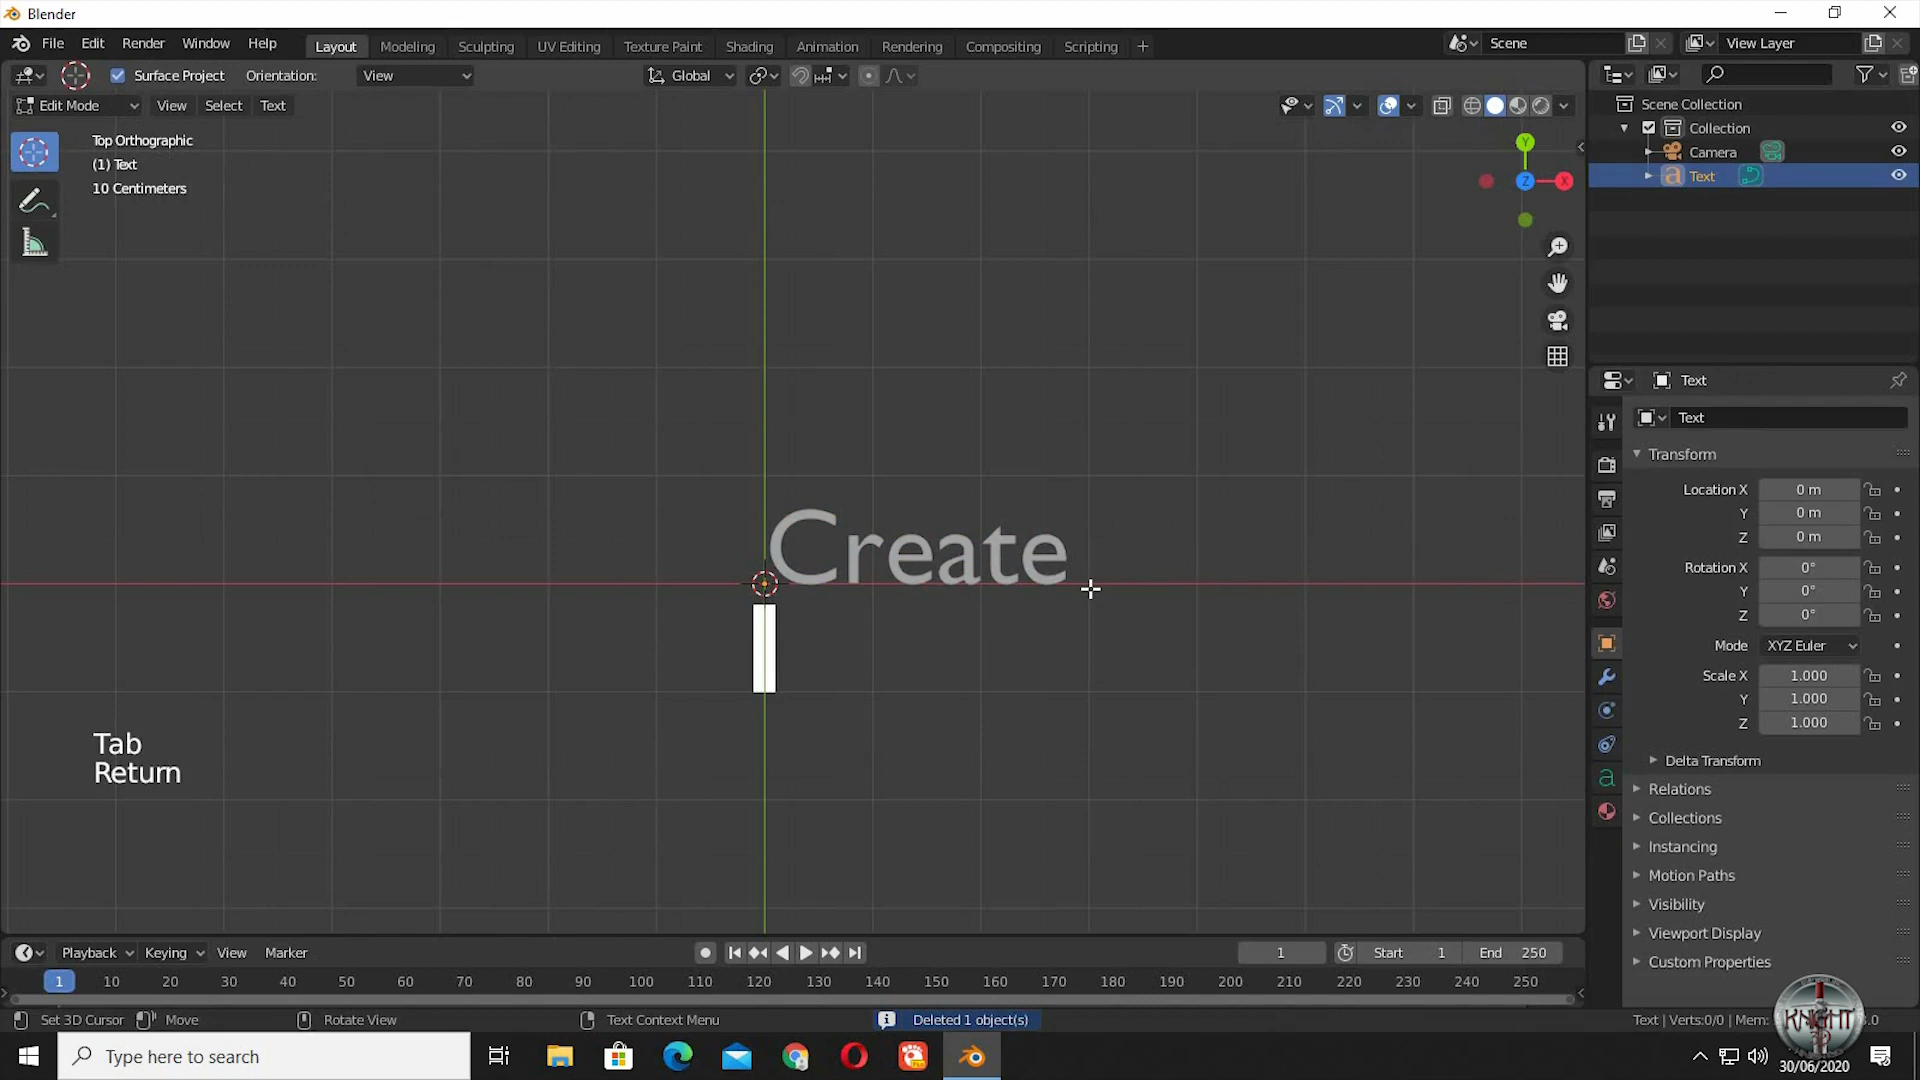 Blender
File Edit Render Window Help Layout Modeling Sculpting UV Editing Texture Paint Shading Animation Rendering Compositing Scripting + Scene View Layer
Surface Project Orientation: View Global
Edit Mode View Select Text
Top Orthographic
(1) Text
10 Centimeters
Y
Z X
Create
Tab
Return
Scene Collection
Collection
Camera
Text
Text
Text
Transform
Location X 0 m
Y 0 m
Z 0 m
Rotation X 0°
Y 0°
Z 0°
Mode XYZ Euler
Scale X 1.000
Y 1.000
Z 1.000
Delta Transform
Relations
Collections
Instancing
Motion Paths
Visibility
Viewport Display
Custom Properties
Playback Keying View Marker 1 Start 1 End 250
1 10 20 30 40 50 60 70 80 90 100 110 120 130 140 150 160 170 180 190 200 210 220 230 240 250
Set 3D Cursor Move Rotate View Text Context Menu Deleted 1 object(s) Text | Verts:0/0 | Mem:
KNIGHT
Type here to search
30/06/2020